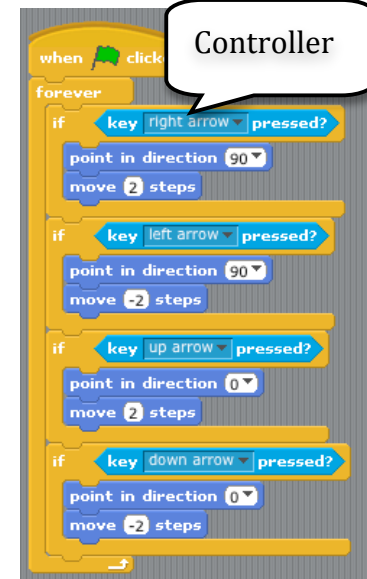 Controller
when click
forever
if key right arrow pressed?
point in direction 90
move 2 steps
if key left arrow pressed?
point in direction 90
move -2 steps
if key up arrow pressed?
point in direction 0
move 2 steps
if key down arrow pressed?
point in direction 0
move -2 steps